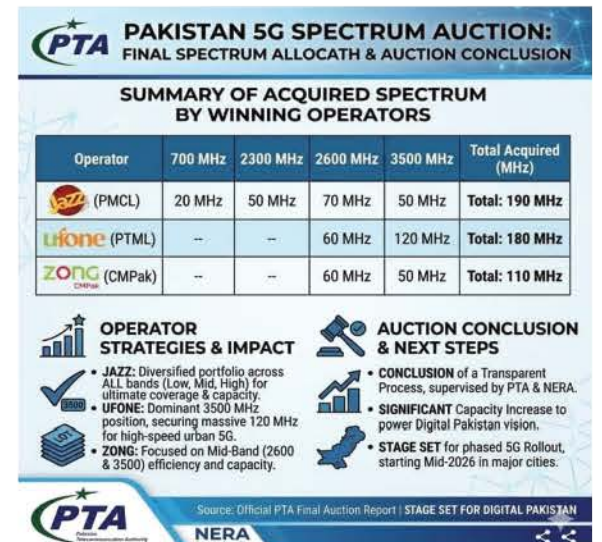 PTA
PAKISTAN 5G SPECTRUM AUCTION:
FINAL SPECTRUM ALLOCATH & AUCTION CONCLUSION
SUMMARY OF ACQUIRED SPECTRUM
BY WINNING OPERATORS
Operator 700 MHz 2300 MHz 2600 MHz 3500 MHz Total Acquired (MHz)
Jazz (PMCL) 20 MHz 50 MHz 70 MHz 50 MHz Total: 190 MHz
ufone (PTML) -- -- 60 MHz 120 MHz Total: 180 MHz
ZONG CMPak (CMPak) -- -- 60 MHz 50 MHz Total: 110 MHz
OPERATOR
STRATEGIES & IMPACT
3500
• JAZZ: Diversified portfolio across
ALL bands (Low, Mid, High) for
ultimate coverage & capacity.
• UFONE: Dominant 3500 MHz
position, securing massive 120 MHz
for high-speed urban 5G.
• ZONG: Focused on Mid-Band (2600
& 3500) efficiency and capacity.
AUCTION CONCLUSION
& NEXT STEPS
• CONCLUSION of a Transparent
Process, supervised by PTA & NERA.
• SIGNIFICANT Capacity Increase to
power Digital Pakistan vision.
• STAGE SET for phased 5G Rollout,
starting Mid-2026 in major cities.
PTA
Pakistan
Telecommunication Authority
Source: Official PTA Final Auction Report | STAGE SET FOR DIGITAL PAKISTAN
NERA